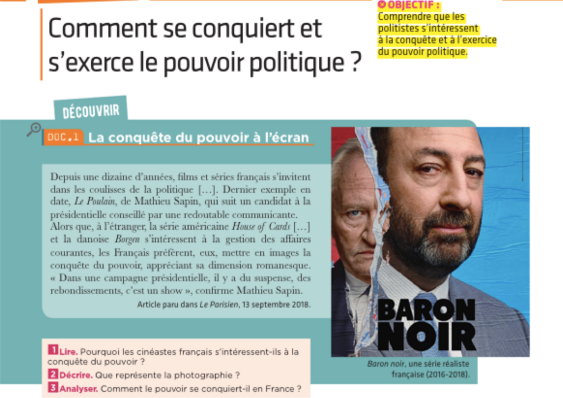 Comment se conquiert et
s'exerce le pouvoir politique ?
OBJECTIF :
Comprendre que les
politistes s'intéressent
à la conquête et à l'exercice
du pouvoir politique.
DÉCOUVRIR
DOC.1 La conquête du pouvoir à l'écran
Depuis une dizaine d'années, films et séries français s'invitent
dans les coulisses de la politique […]. Dernier exemple en
date, Le Poulain, de Mathieu Sapin, qui suit un candidat à la
présidentielle conseillé par une redoutable communicante.
Alors que, à l'étranger, la série américaine House of Cards […]
et la danoise Borgen s'intéressent à la gestion des affaires
courantes, les Français préfèrent, eux, mettre en images la
conquête du pouvoir, appréciant sa dimension romanesque.
« Dans une campagne présidentielle, il y a du suspense, des
rebondissements, c'est un show », confirme Mathieu Sapin.
Article paru dans Le Parisien, 13 septembre 2018.
BARON
NOIR
Baron noir, une série réaliste
française (2016-2018).
1 Lire. Pourquoi les cinéastes français s'intéressent-ils à la
conquête du pouvoir ?
2 Décrire. Que représente la photographie ?
3 Analyser. Comment le pouvoir se conquiert-il en France ?